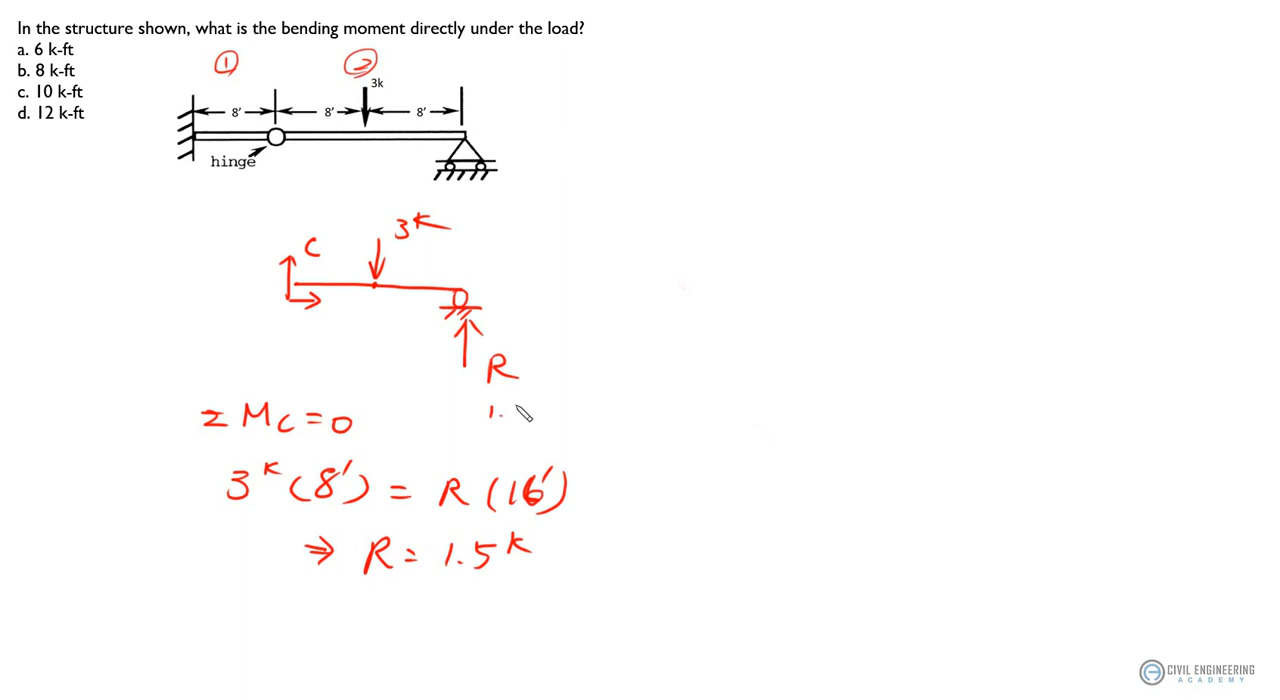 In the structure shown, what is the bending moment directly under the load?
a. 6 k-ft
b. 8 k-ft
c. 10 k-ft
d. 12 k-ft
1 2
3k
8' 8' 8'
hinge
3K
C
R
1.
Σ Mc = 0
3K (8') = R (16')
⇒ R = 1.5K
CIVIL ENGINEERING
ACADEMY